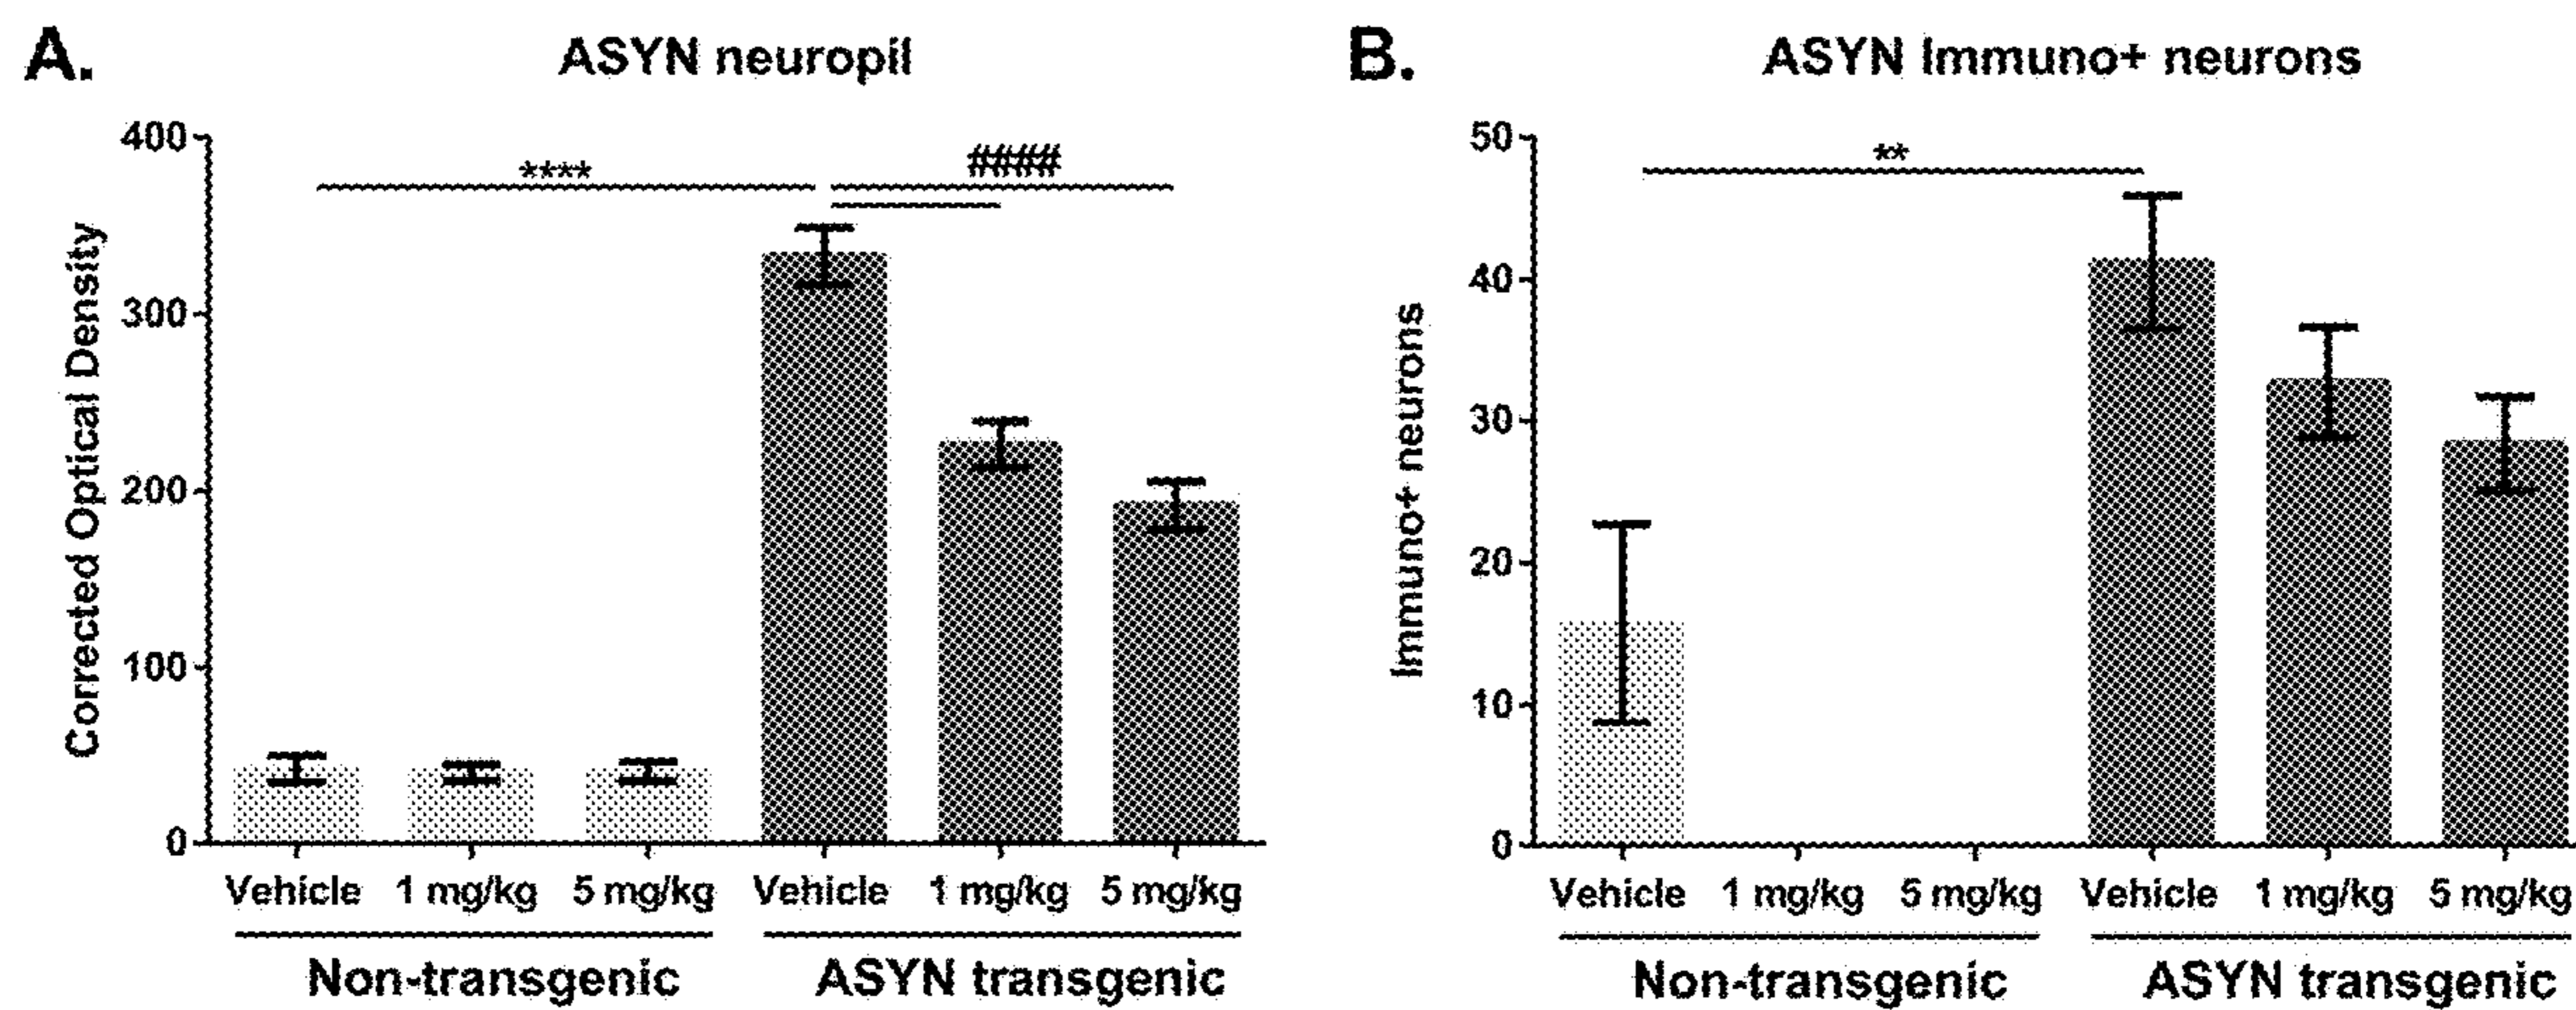 A.
ASYN neuropil
Corrected Optical Density
400
300
200
100
0
****
####
Vehicle 1 mg/kg 5 mg/kg Vehicle 1 mg/kg 5 mg/kg
Non-transgenic ASYN transgenic
B.
ASYN Immuno+ neurons
Immuno+ neurons
50
40
30
20
10
0
**
Vehicle 1 mg/kg 5 mg/kg Vehicle 1 mg/kg 5 mg/kg
Non-transgenic ASYN transgenic